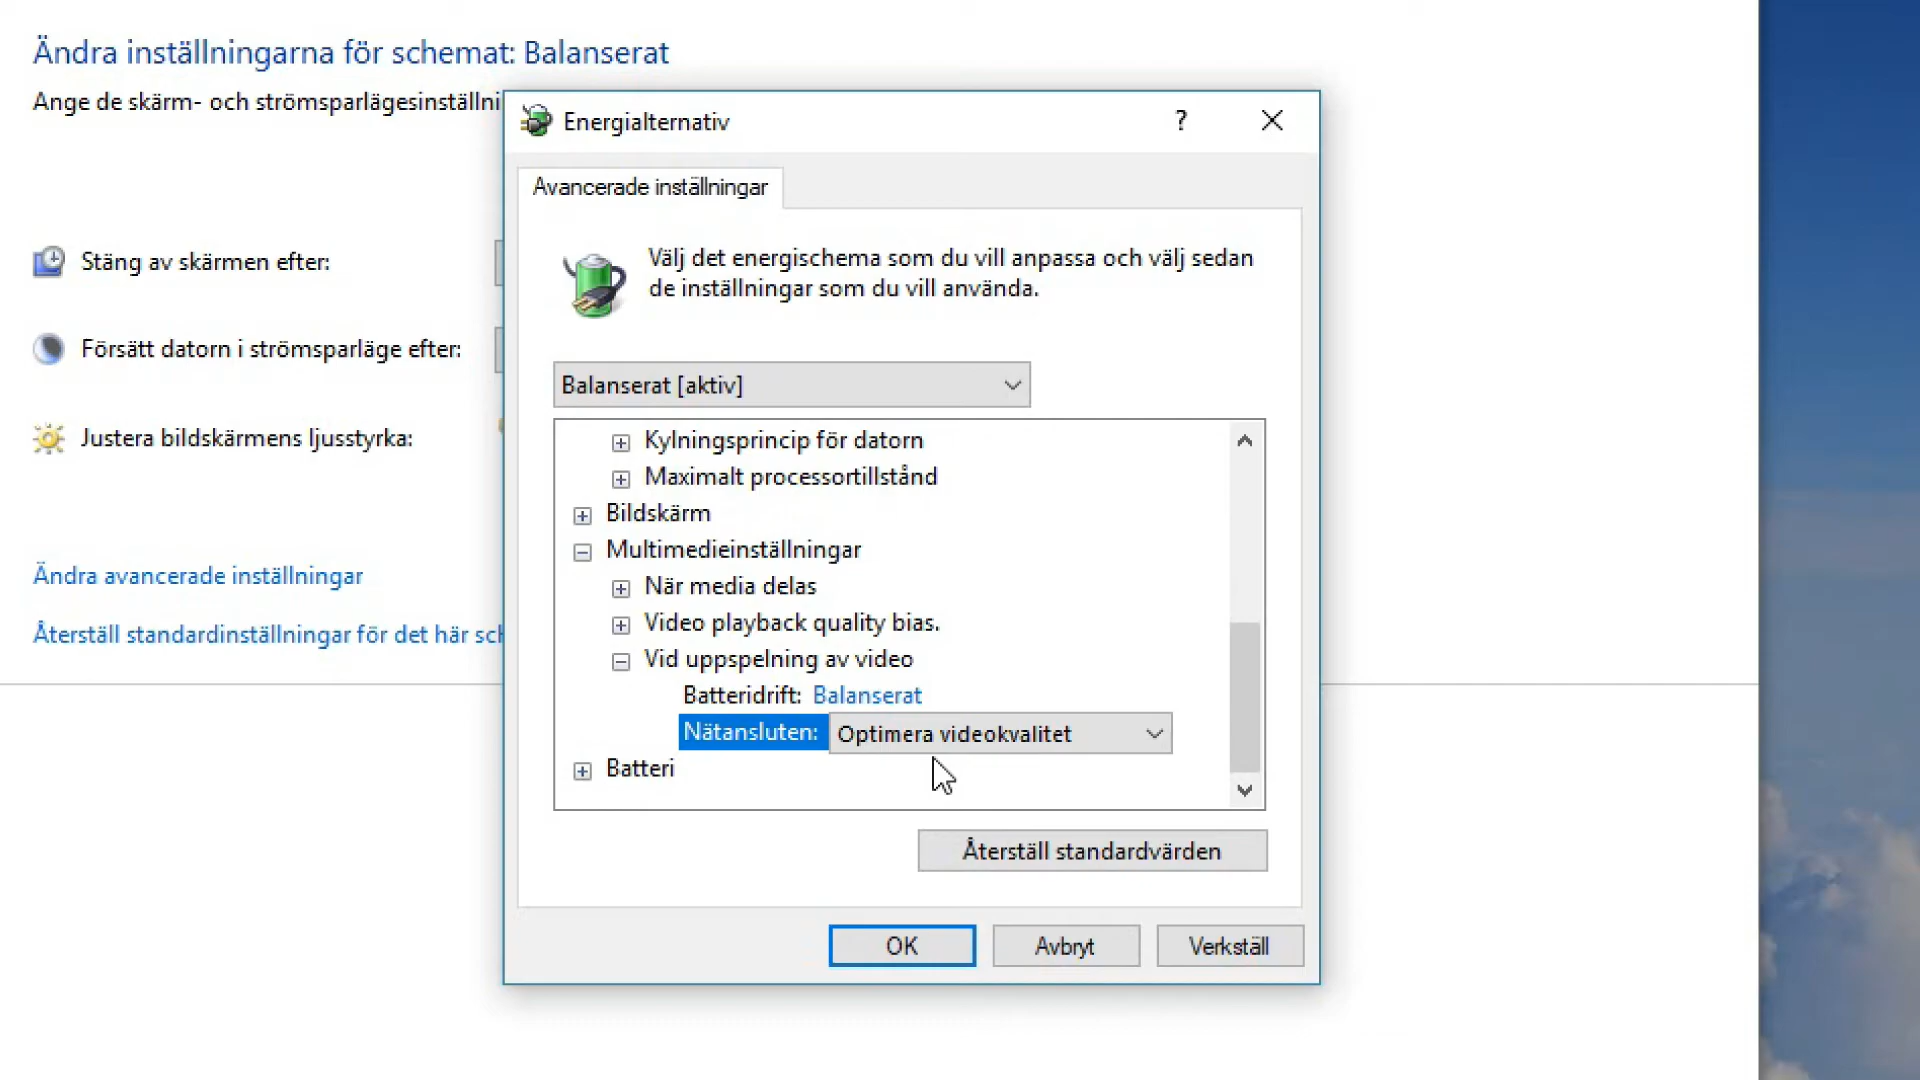 Ändra inställningarna för schemat: Balanserat
Ange de skärm- och strömsparlägesinställni
Energialternativ
?
Avancerade inställningar
Välj det energischema som du vill anpassa och välj sedan
de inställningar som du vill använda.
Stäng av skärmen efter:
Försätt datorn i strömsparläge efter:
Justera bildskärmens ljusstyrka:
Ändra avancerade inställningar
Återställ standardinställningar för det här sch
Balanserat [aktiv]
Kylningsprincip för datorn
Maximalt processortillstånd
Bildskärm
Multimedieinställningar
När media delas
Video playback quality bias.
Vid uppspelning av video
Batteridrift: Balanserat
Nätansluten: Optimera videokvalitet
Batteri
Återställ standardvärden
OK
Avbryt
Verkställ